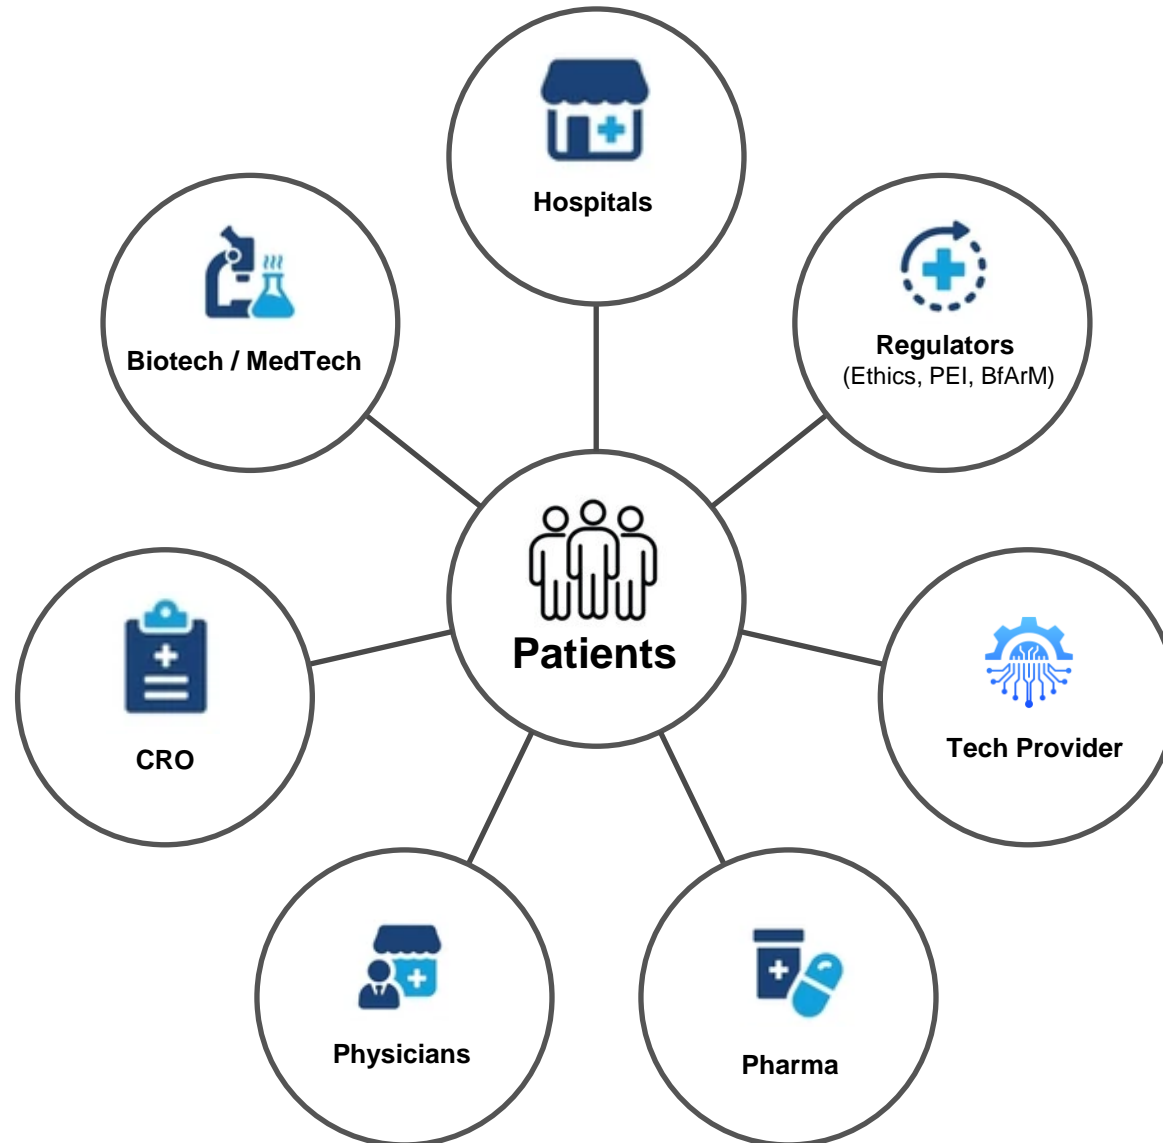 Hospitals
Biotech / MedTech
Regulators
(Ethics, PEI, BfArM)
Patients
CRO
Tech Provider
Physicians
Pharma